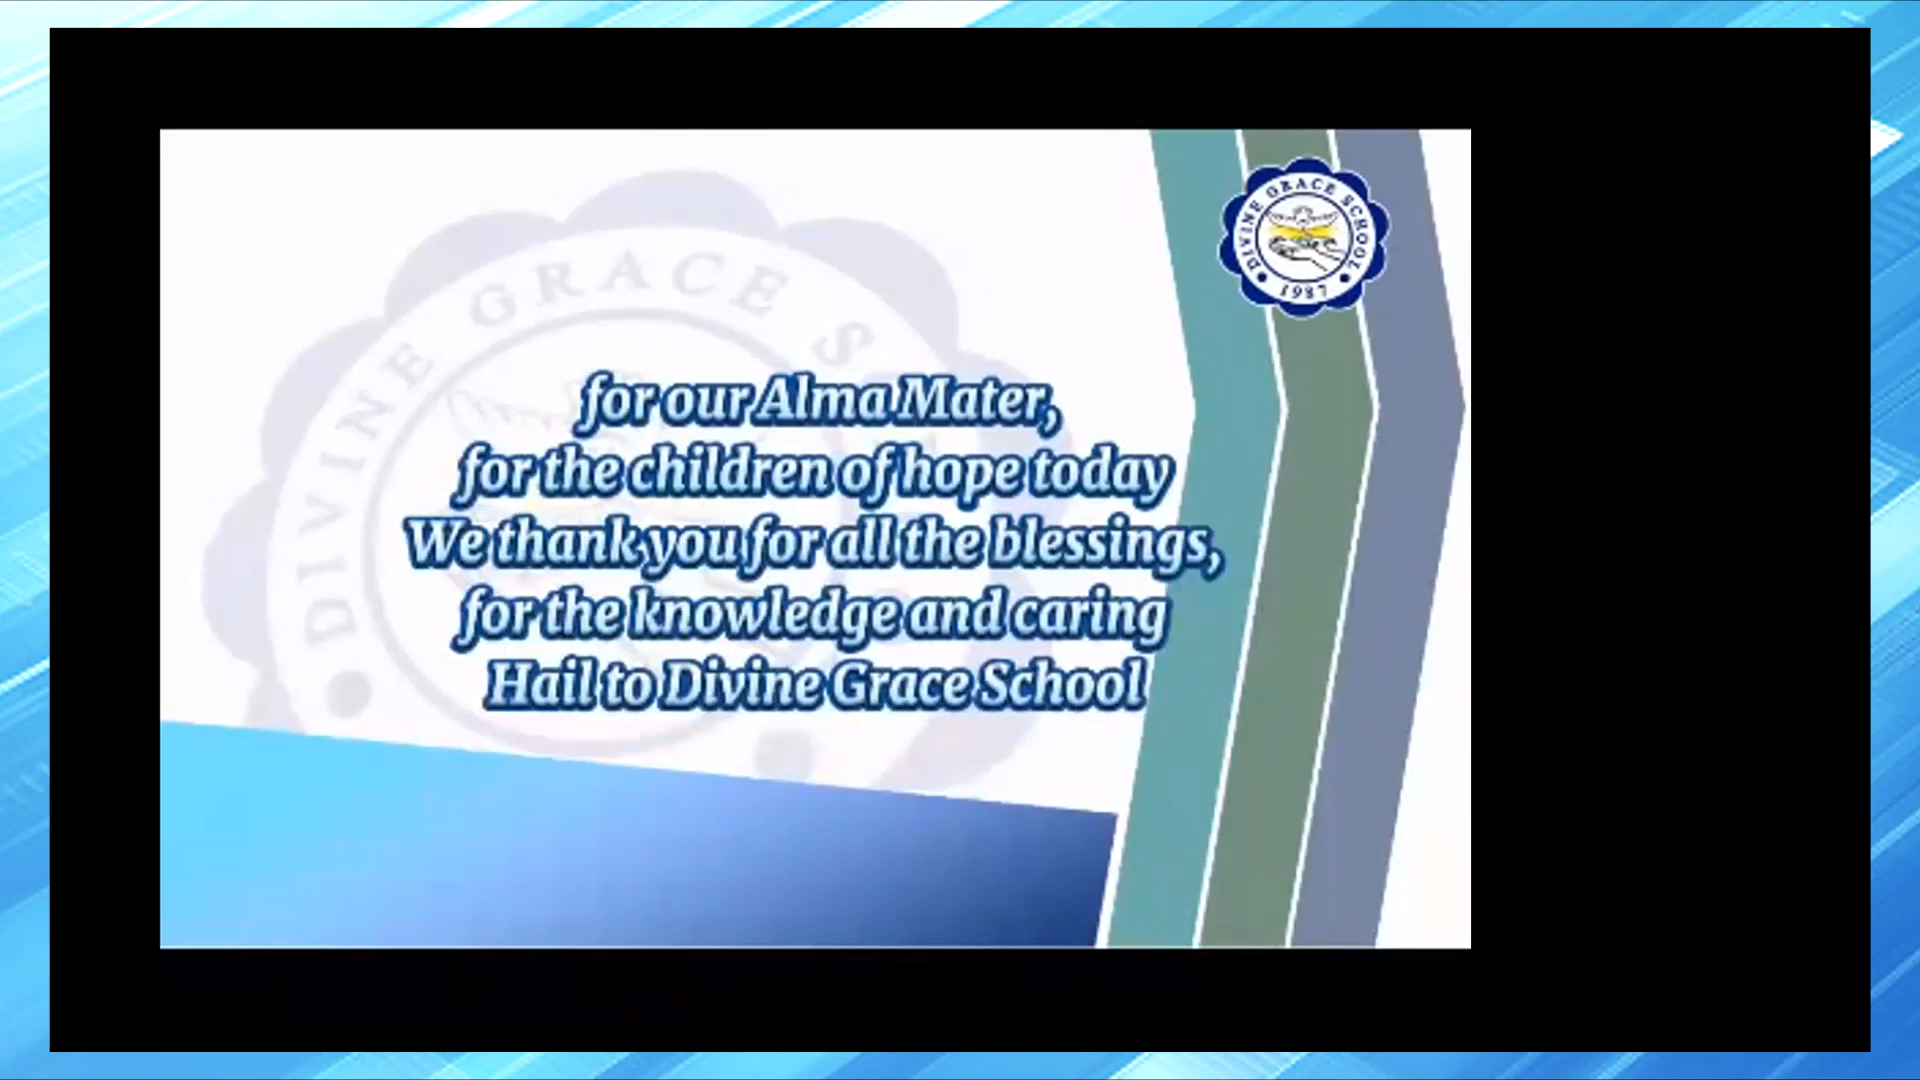 DIVINE GRACE SCHOOL
1987
DIVINE GRACE S
for our Alma Mater,
for the children of hope today
We thank you for all the blessings,
for the knowledge and caring
Hail to Divine Grace School